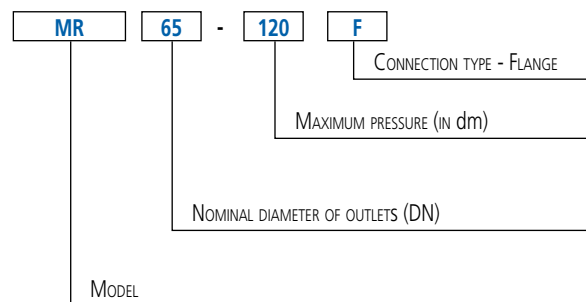 MR 65 - 120 F
CONNECTION TYPE - FLANGE
MAXIMUM PRESSURE (IN dm)
NOMINAL DIAMETER OF OUTLETS (DN)
MODEL